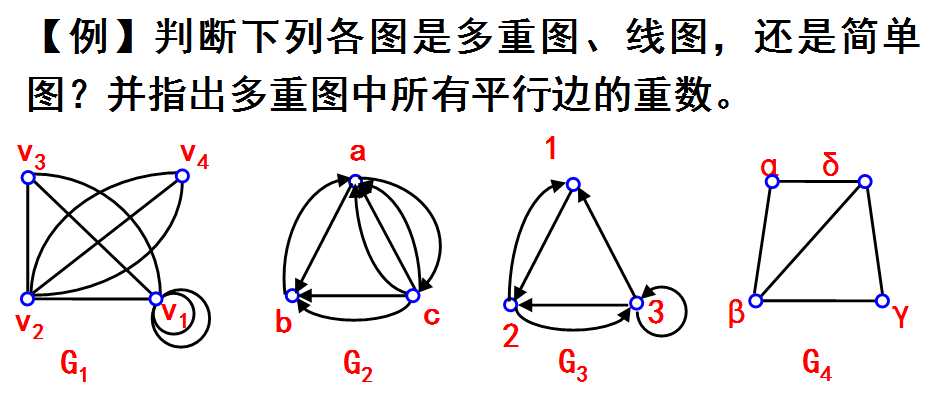 【例】判断下列各图是多重图、线图，还是简单
图？并指出多重图中所有平行边的重数。
v3 v4 a 1 α δ
v2 v1 b c 2 3 β γ
G1 G2 G3 G4